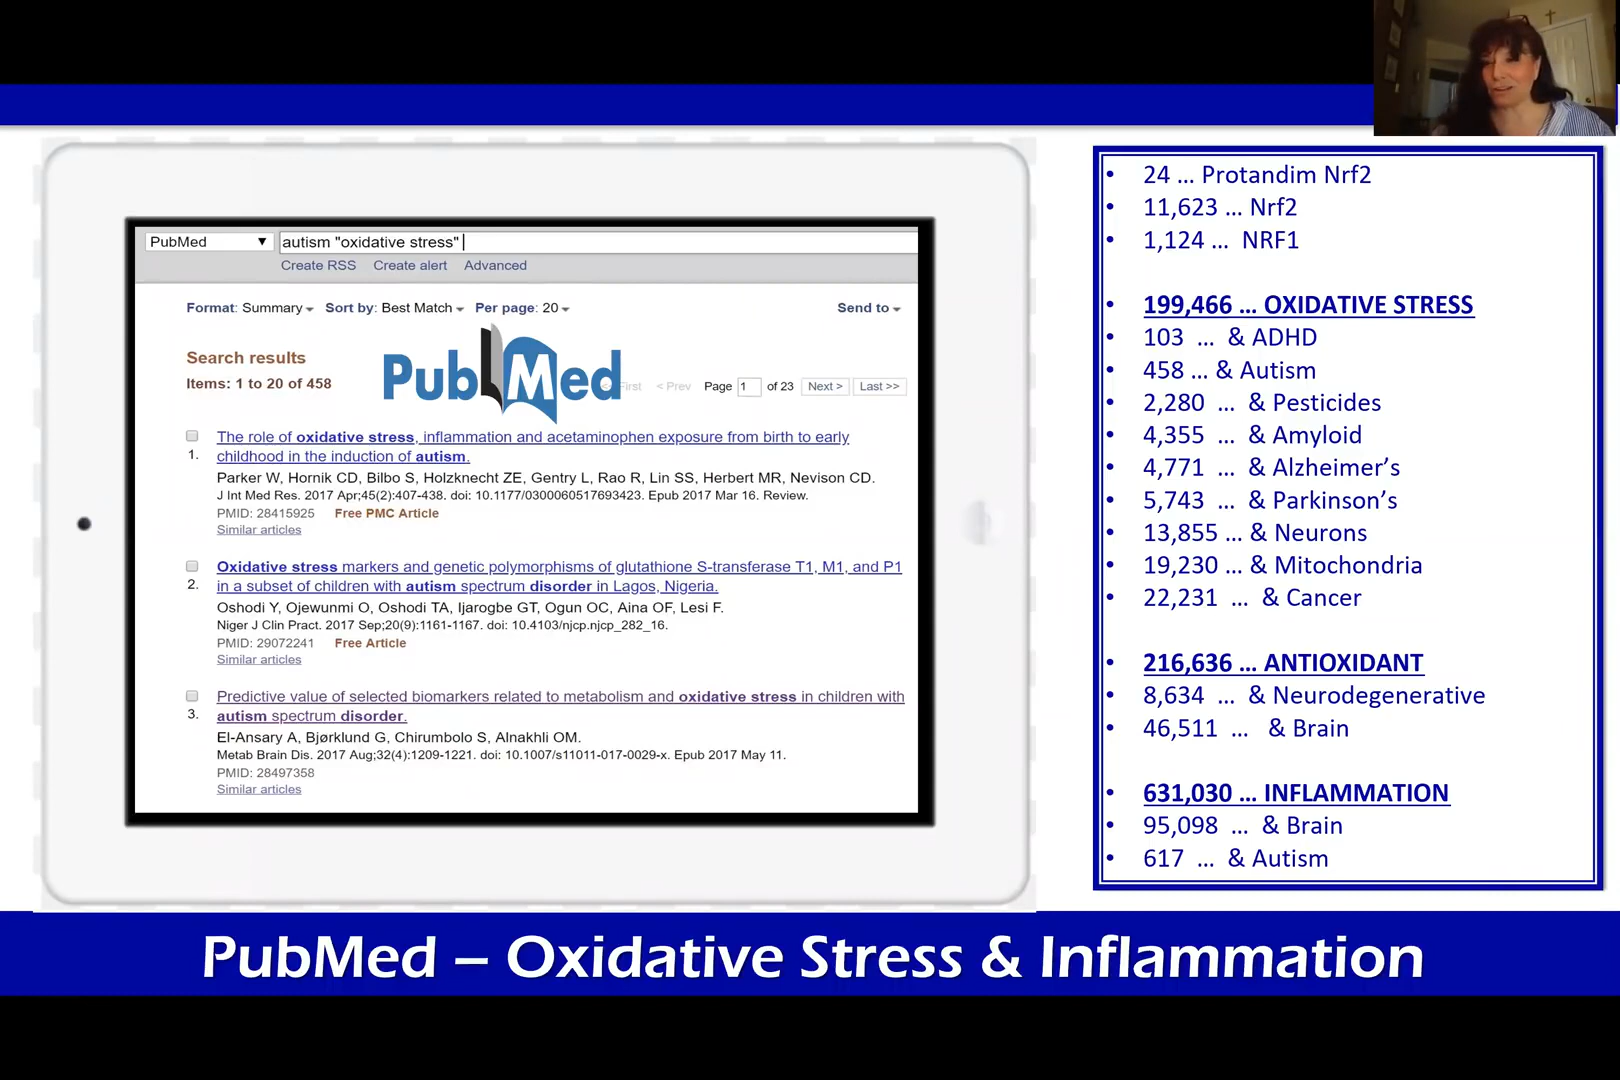 PubMed ▼ autism "oxidative stress"
Create RSS Create alert Advanced
Format: Summary Sort by: Best Match Per page: 20 Send to
Search results
PubMed
Items: 1 to 20 of 458
First < Prev Page 1 of 23 Next > Last >>
The role of oxidative stress, inflammation and acetaminophen exposure from birth to early
1. childhood in the induction of autism.
Parker W, Hornik CD, Bilbo S, Holzknecht ZE, Gentry L, Rao R, Lin SS, Herbert MR, Nevison CD.
J Int Med Res. 2017 Apr;45(2):407-438. doi: 10.1177/0300060517693423. Epub 2017 Mar 16. Review.
PMID: 28415925 Free PMC Article
Similar articles
Oxidative stress markers and genetic polymorphisms of glutathione S-transferase T1, M1, and P1
2. in a subset of children with autism spectrum disorder in Lagos, Nigeria.
Oshodi Y, Ojewunmi O, Oshodi TA, Ijarogbe GT, Ogun OC, Aina OF, Lesi F.
Niger J Clin Pract. 2017 Sep;20(9):1161-1167. doi: 10.4103/njcp.njcp_282_16.
PMID: 29072241 Free Article
Similar articles
Predictive value of selected biomarkers related to metabolism and oxidative stress in children with
3. autism spectrum disorder.
El-Ansary A, Bjørklund G, Chirumbolo S, Alnakhli OM.
Metab Brain Dis. 2017 Aug;32(4):1209-1221. doi: 10.1007/s11011-017-0029-x. Epub 2017 May 11.
PMID: 28497358
Similar articles
• 24 … Protandim Nrf2
• 11,623 … Nrf2
• 1,124 … NRF1
• 199,466 … OXIDATIVE STRESS
• 103 … & ADHD
• 458 … & Autism
• 2,280 … & Pesticides
• 4,355 … & Amyloid
• 4,771 … & Alzheimer’s
• 5,743 … & Parkinson’s
• 13,855 … & Neurons
• 19,230 … & Mitochondria
• 22,231 … & Cancer
• 216,636 … ANTIOXIDANT
• 8,634 … & Neurodegenerative
• 46,511 … & Brain
• 631,030 … INFLAMMATION
• 95,098 … & Brain
• 617 … & Autism
PubMed – Oxidative Stress & Inflammation